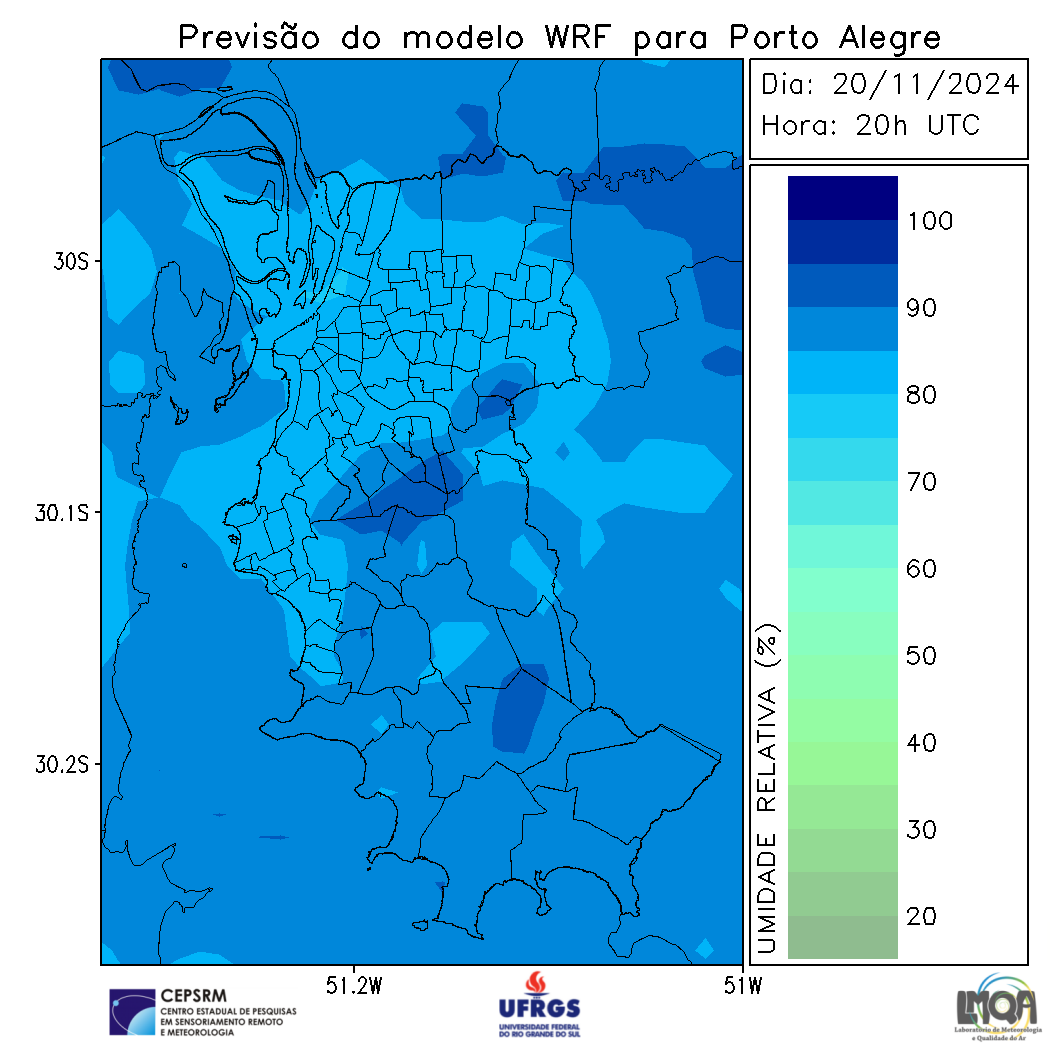 Previsão do modelo WRF para Porto Alegre
Dia: 20/11/2024
Hora: 20h UTC
30S
30.1S
30.2S
51.2W
51W
100
90
80
70
60
50
40
30
20
UMIDADE RELATIVA (%)
CEPSRM
CENTRO ESTADUAL DE PESQUISAS
EM SENSORIAMENTO REMOTO
E METEOROLOGIA
UFRGS
UNIVERSIDADE FEDERAL
DO RIO GRANDE DO SUL
LMQA
Laboratório de Meteorologia
e Qualidade do Ar